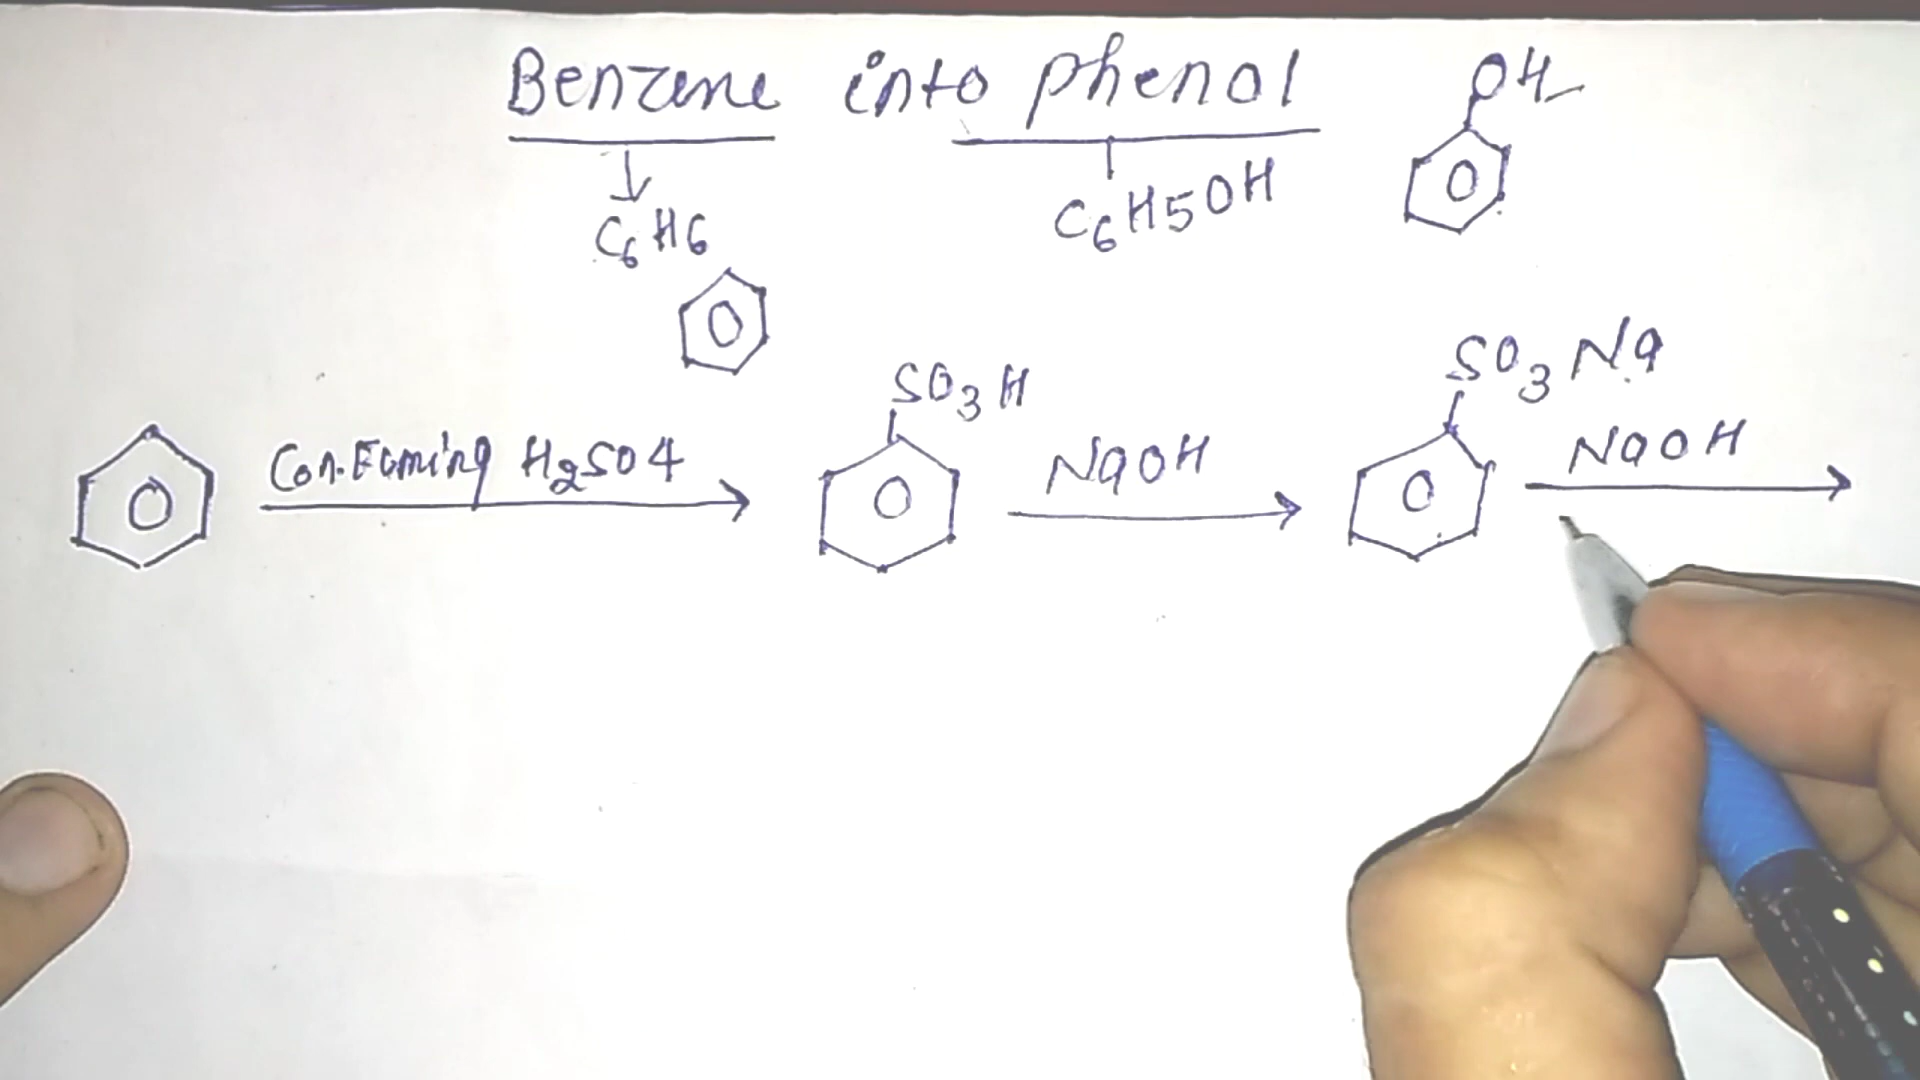 Benzene into phenol OH
C6H6 C6H5OH
SO3H SO3Na
Con. Fuming H2SO4 NaOH NaOH